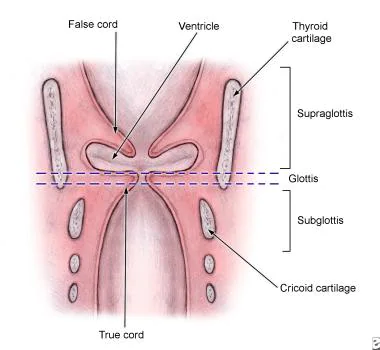 False cord
Ventricle
Thyroid
cartilage
Supraglottis
Glottis
Subglottis
Cricoid cartilage
True cord